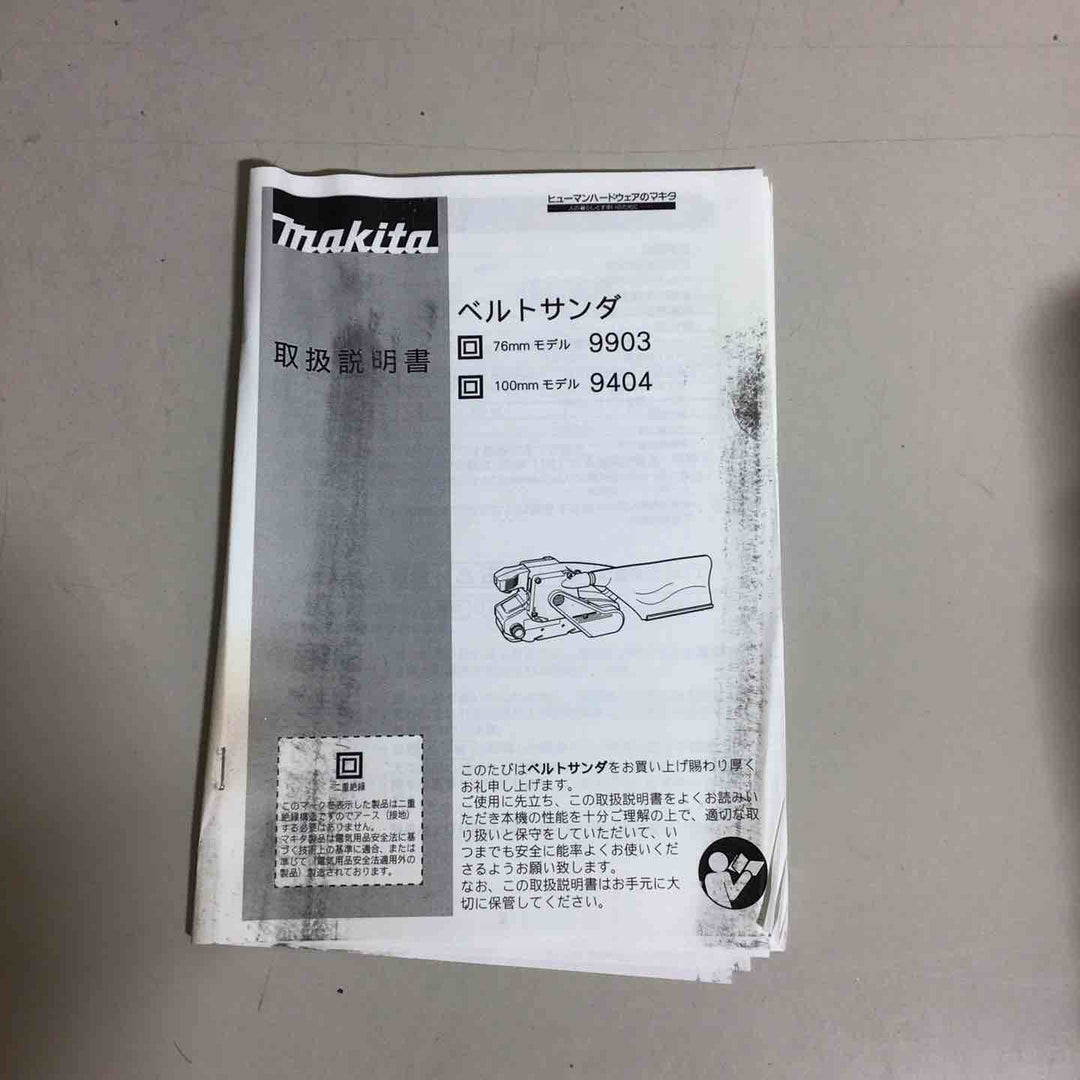 ヒューマンハードウェアのマキタ
makita
取扱説明書
ベルトサンダ
76mm モデル 9903
100mm モデル 9404
二重絶縁
このマークを表示した製品は二重
絶縁構造ですのでアース（接地）
する必要はありません。
マキタ製品は電気用品安全法に基
づく技術上の基準に適合、または
準じて（電気用品安全法適用外の
製品）製造されております。
このたびはベルトサンダをお買い上げ賜わり厚く
お礼申し上げます。
ご使用に先立ち、この取扱説明書をよくお読みい
ただき本機の性能を十分ご理解の上で、適切な取
り扱いと保守をしていただいて、い
つまでも安全に能率よくお使いくだ
さるようお願い致します。
なお、この取扱説明書はお手元に大
切に保管してください。